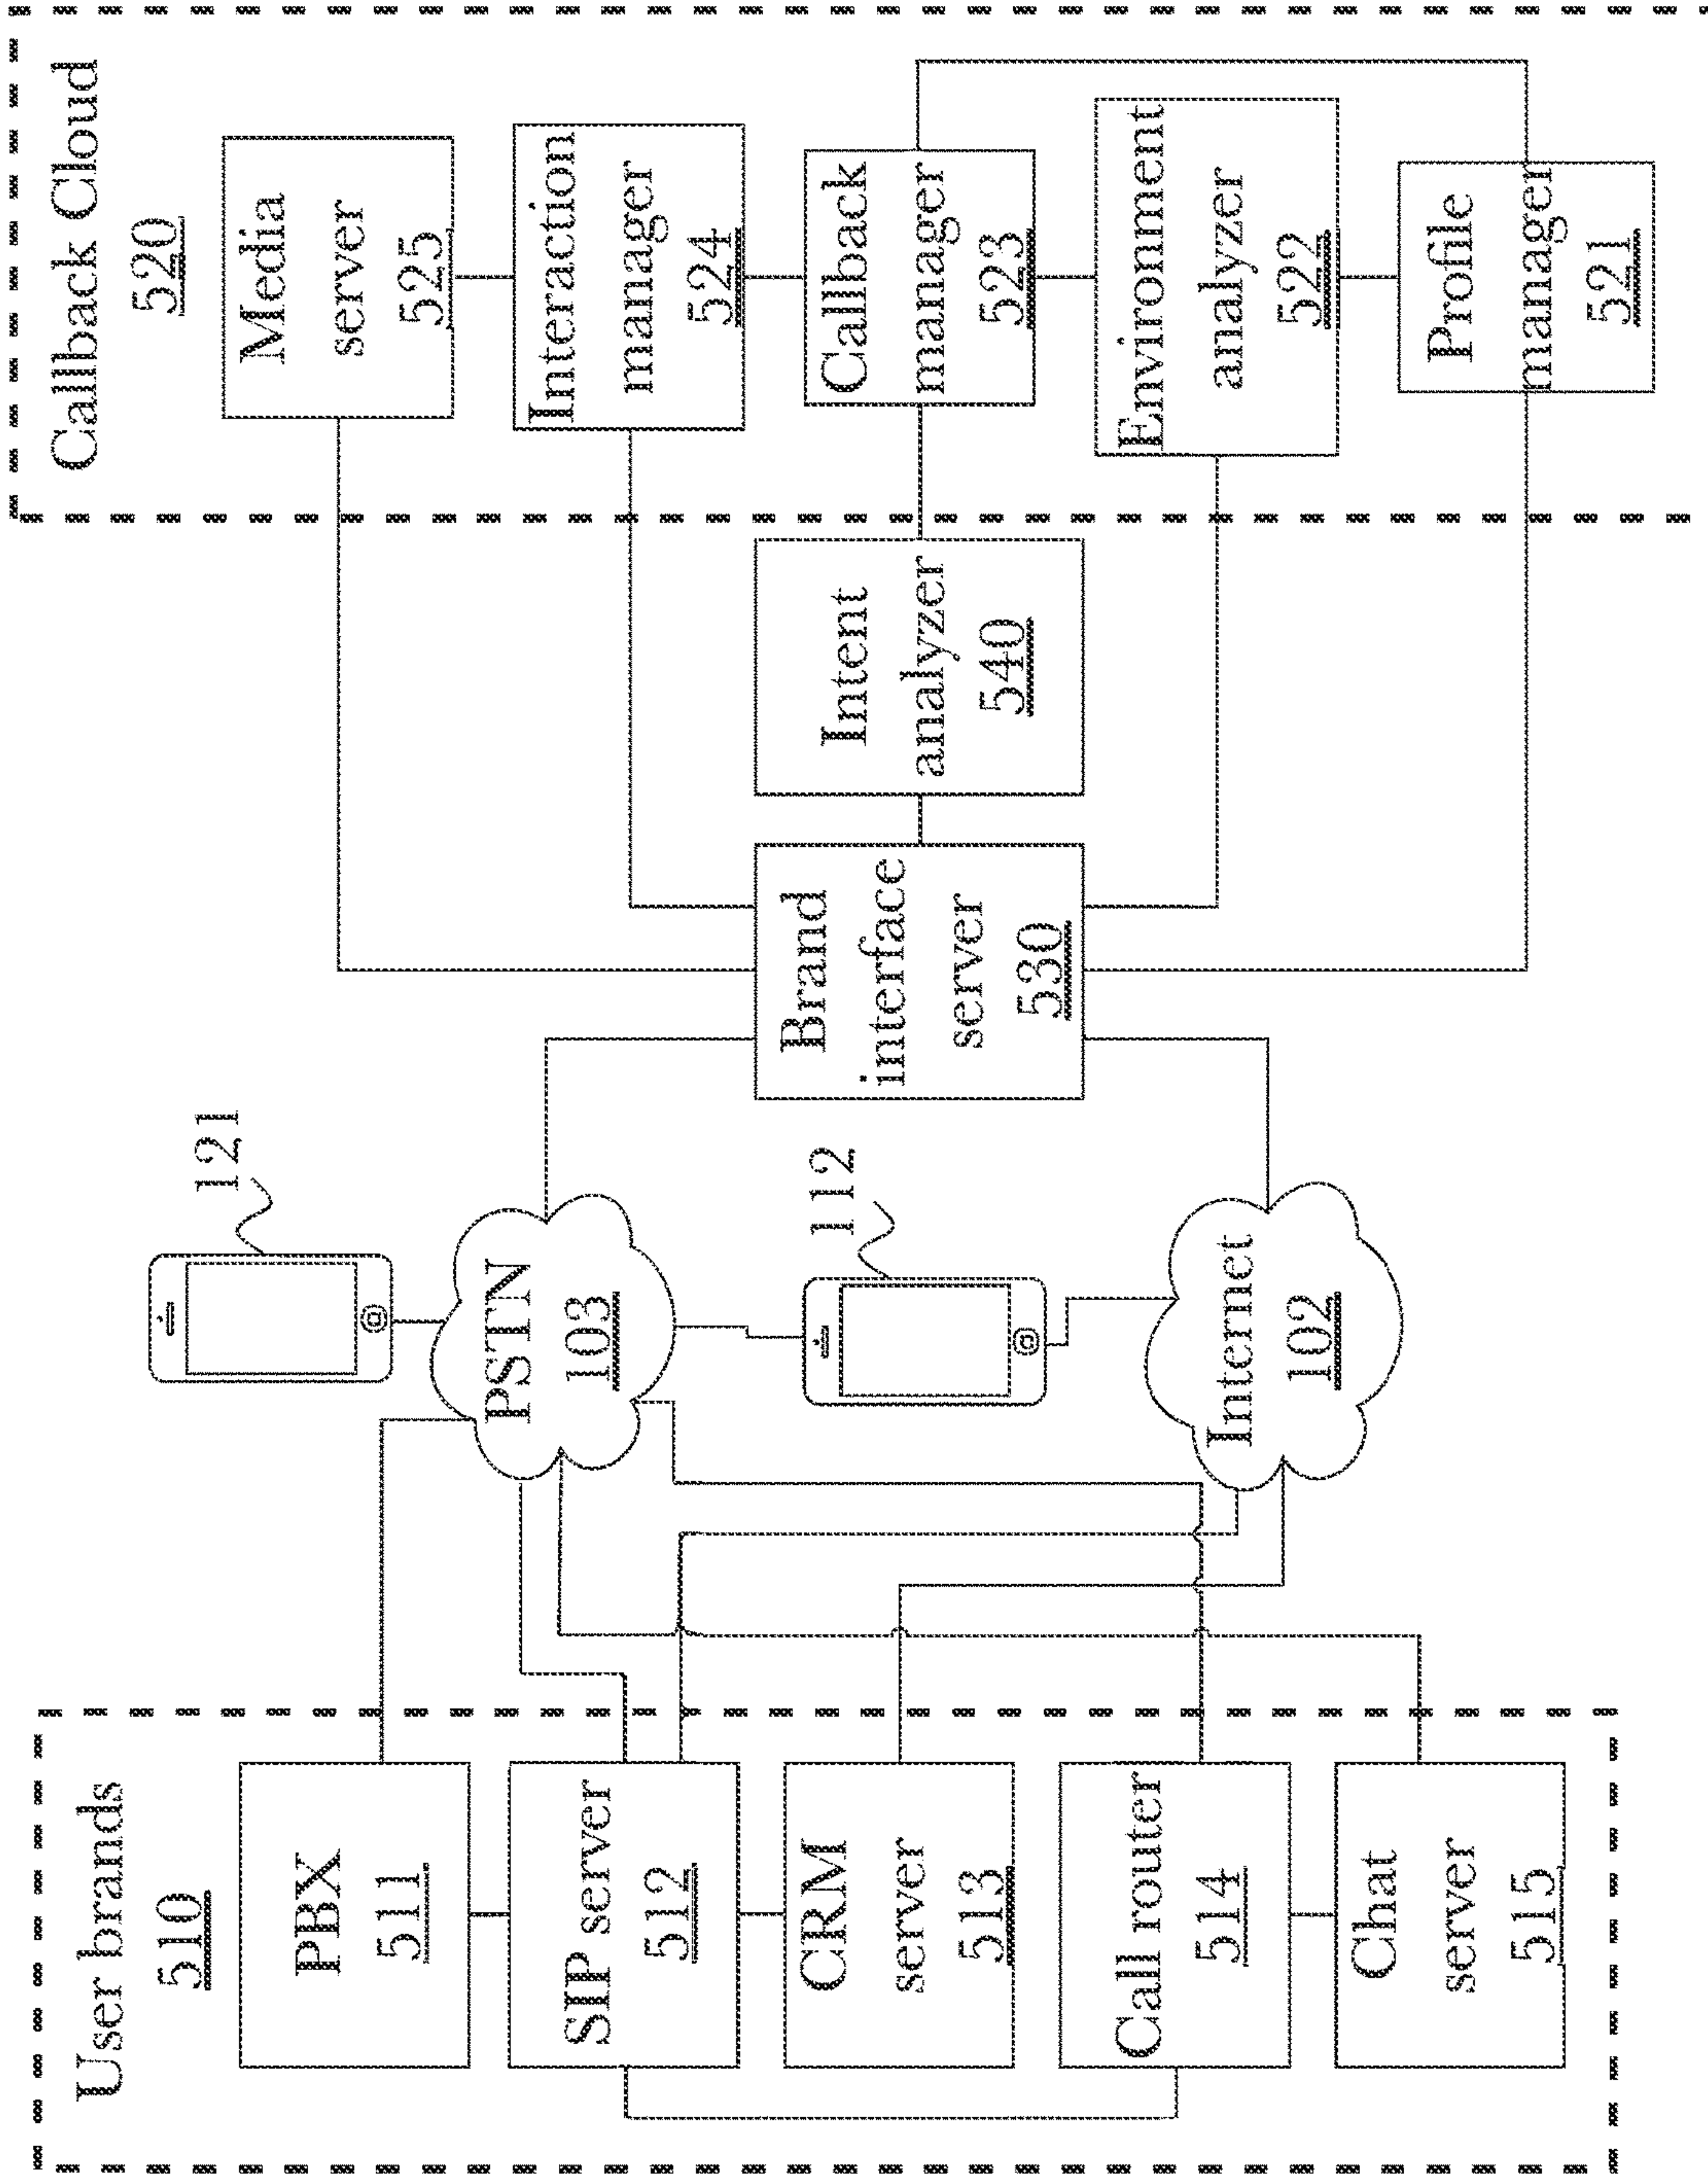 User brands
510
PBX
511
SIP server
512
CRM
server
513
Call router
514
Chat
server
515
121
PSTN
103
112
Internet
102
Brand
interface
server
530
Intent
analyzer
540
Callback Cloud
520
Media
server
525
Interaction
manager
524
Callback
manager
523
Environment
analyzer
522
Profile
manager
521